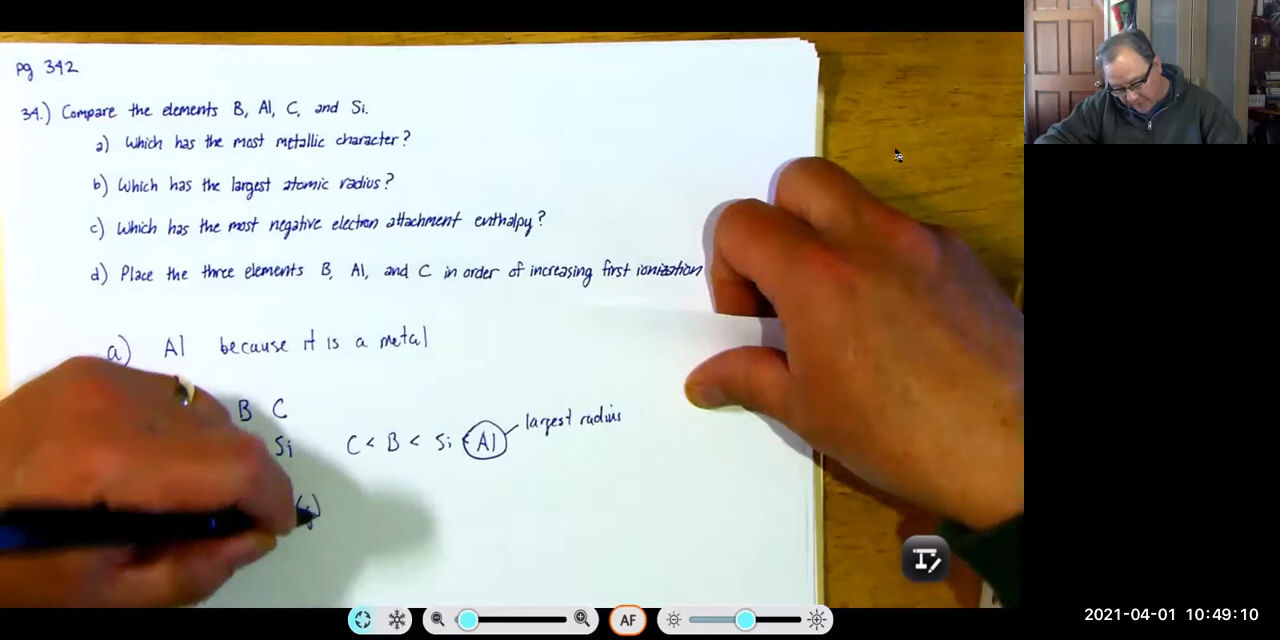 pg 342
34.) Compare the elements B, Al, C, and Si.
a) Which has the most metallic character?
b) Which has the largest atomic radius?
c) Which has the most negative electron attachment enthalpy?
d) Place the three elements B, Al, and C in order of increasing first ionization
a) Al because it is a metal
B C
Si C < B < Si < Al largest radius
(g)
AF
2021-04-01 10:49:10